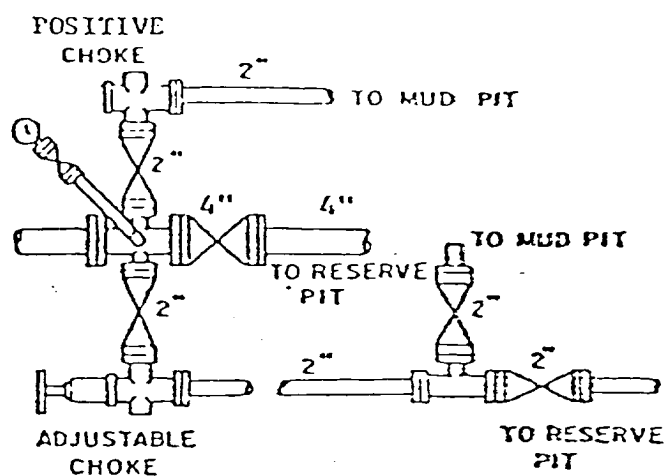 POSITIVE
CHOKE
2"
TO MUD PIT
2"
4"
4"
TO RESERVE
PIT
TO MUD PIT
2"
2"
2"
2"
ADJUSTABLE
CHOKE
TO RESERVE
PIT